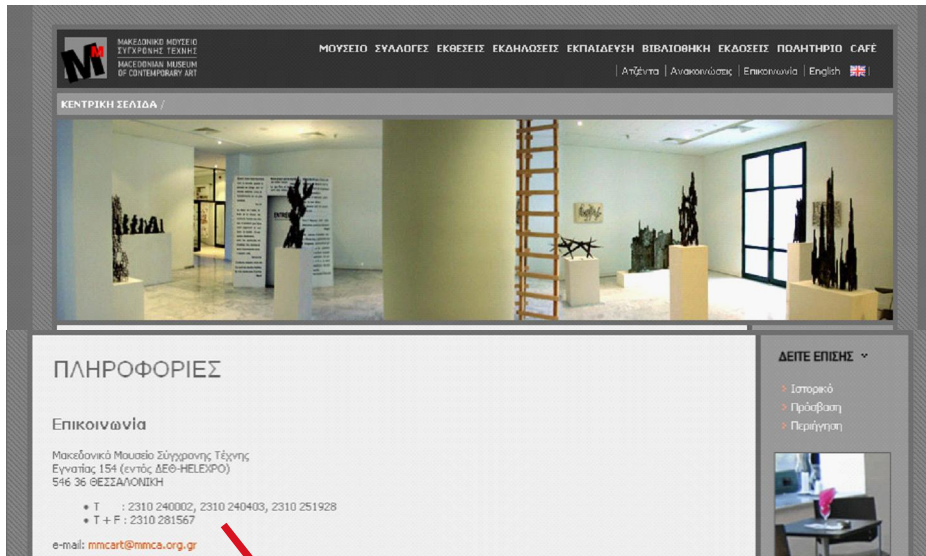 ΜΑΚΕΔΟΝΙΚΟ ΜΟΥΣΕΙΟ
ΣΥΓΧΡΟΝΗΣ ΤΕΧΝΗΣ
MACEDONIAN MUSEUM
OF CONTEMPORARY ART
ΜΟΥΣΕΙΟ ΣΥΛΛΟΓΕΣ ΕΚΘΕΣΕΙΣ ΕΚΔΗΛΩΣΕΙΣ ΕΚΠΑΙΔΕΥΣΗ ΒΙΒΛΙΟΘΗΚΗ ΕΚΔΟΣΕΙΣ ΠΩΛΗΤΗΡΙΟ CAFÉ
| Ατζέντα | Ανακοινώσεις | Επικοινωνία | English |
ΚΕΝΤΡΙΚΗ ΣΕΛΙΔΑ /
ΠΛΗΡΟΦΟΡΙΕΣ
Επικοινωνία
Μακεδονικό Μουσείο Σύγχρονης Τέχνης
Εγνατίας 154 (εντός ΔΕΘ-HELEXPO)
546 36 ΘΕΣΣΑΛΟΝΙΚΗ
• T : 2310 240002, 2310 240403, 2310 251928
• T + F : 2310 281567
e-mail: mmcart@mmca.org.gr
ΔΕΙΤΕ ΕΠΙΣΗΣ
> Ιστορικό
> Πρόσβαση
> Περιήγηση